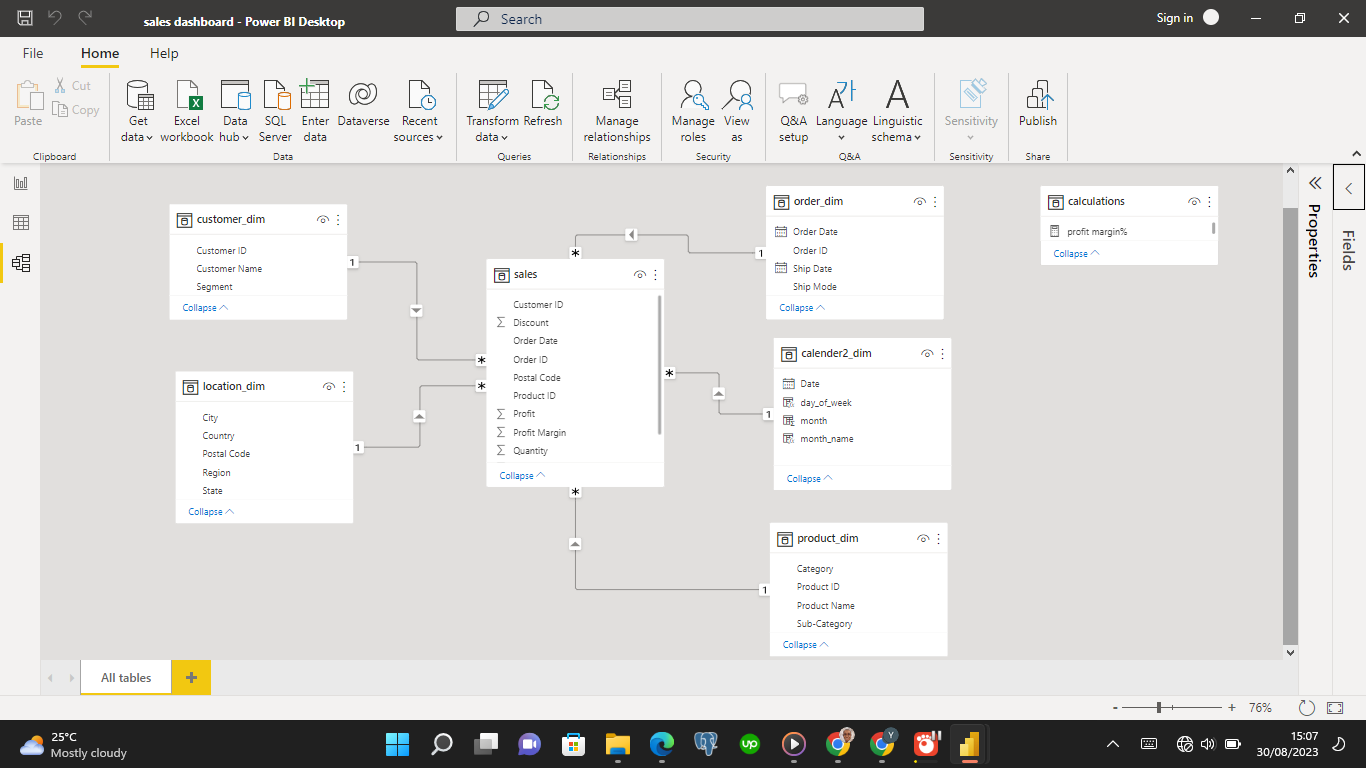 sales dashboard - Power BI Desktop
Search
Sign in
File Home Help
Paste
Cut
Copy
Clipboard
Get data
Excel workbook
Data hub
SQL Server
Enter data
Dataverse
Recent sources
Data
Transform data
Refresh
Queries
Manage relationships
Relationships
Manage roles
View as
Security
Q&A setup
Language
Linguistic schema
Q&A
Sensitivity
Sensitivity
Publish
Share
customer_dim
Customer ID
Customer Name
Segment
Collapse
1
*
location_dim
City
Country
Postal Code
Region
State
Collapse
1
*
sales
Customer ID
Discount
Order Date
Order ID
Postal Code
Product ID
Profit
Profit Margin
Quantity
Collapse
*
*
*
order_dim
Order Date
Order ID
Ship Date
Ship Mode
Collapse
1
calender2_dim
Date
day_of_week
month
month_name
Collapse
1
product_dim
Category
Product ID
Product Name
Sub-Category
Collapse
1
calculations
profit margin%
Collapse
Properties
Fields
All tables
+
- + 76%
25°C
Mostly cloudy
up
Y
15:07
30/08/2023